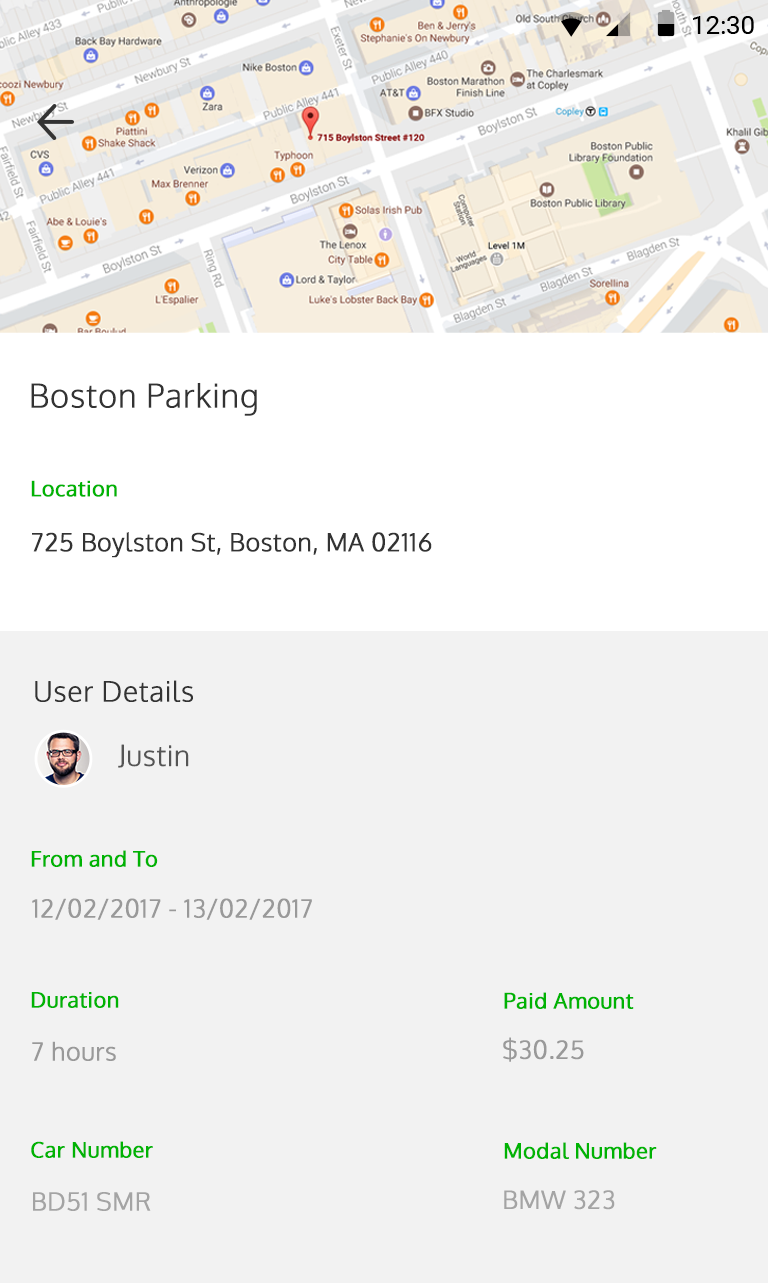 Anthropologie
Public
Public Alley 433
Back Bay Hardware
Exeter St
Ben & Jerry's
Stephanie's On Newbury
Old South Church
12:30
Newbury St
Nike Boston
Public Alley 440
Boston Marathon
Finish Line
The Charlesmark
at Copley
Zara
AT&T
Public Alley 441
BFX Studio
Copley
Piattini
Shake Shack
715 Boylston Street #120
Boylston St
Khalil Gib
CVS
Fairfield St
Verizon
Typhoon
Boston Public
Library Foundation
Public Alley 441
Max Brenner
Boylston St
Boston Public Library
Computer
Station
Abe & Louie's
Solas Irish Pub
Fairfield St
The Lenox
Level 1M
Blagden St
Boylston St
Ring Rd
City Table
World
Languages
Lord & Taylor
Blagden St
Sorellina
L'Espalier
Luke's Lobster Back Bay
Blagden St
Bar Boulud
Boston Parking
Location
725 Boylston St, Boston, MA 02116
User Details
Justin
From and To
12/02/2017 - 13/02/2017
Duration
Paid Amount
7 hours
$30.25
Car Number
Modal Number
BD51 SMR
BMW 323